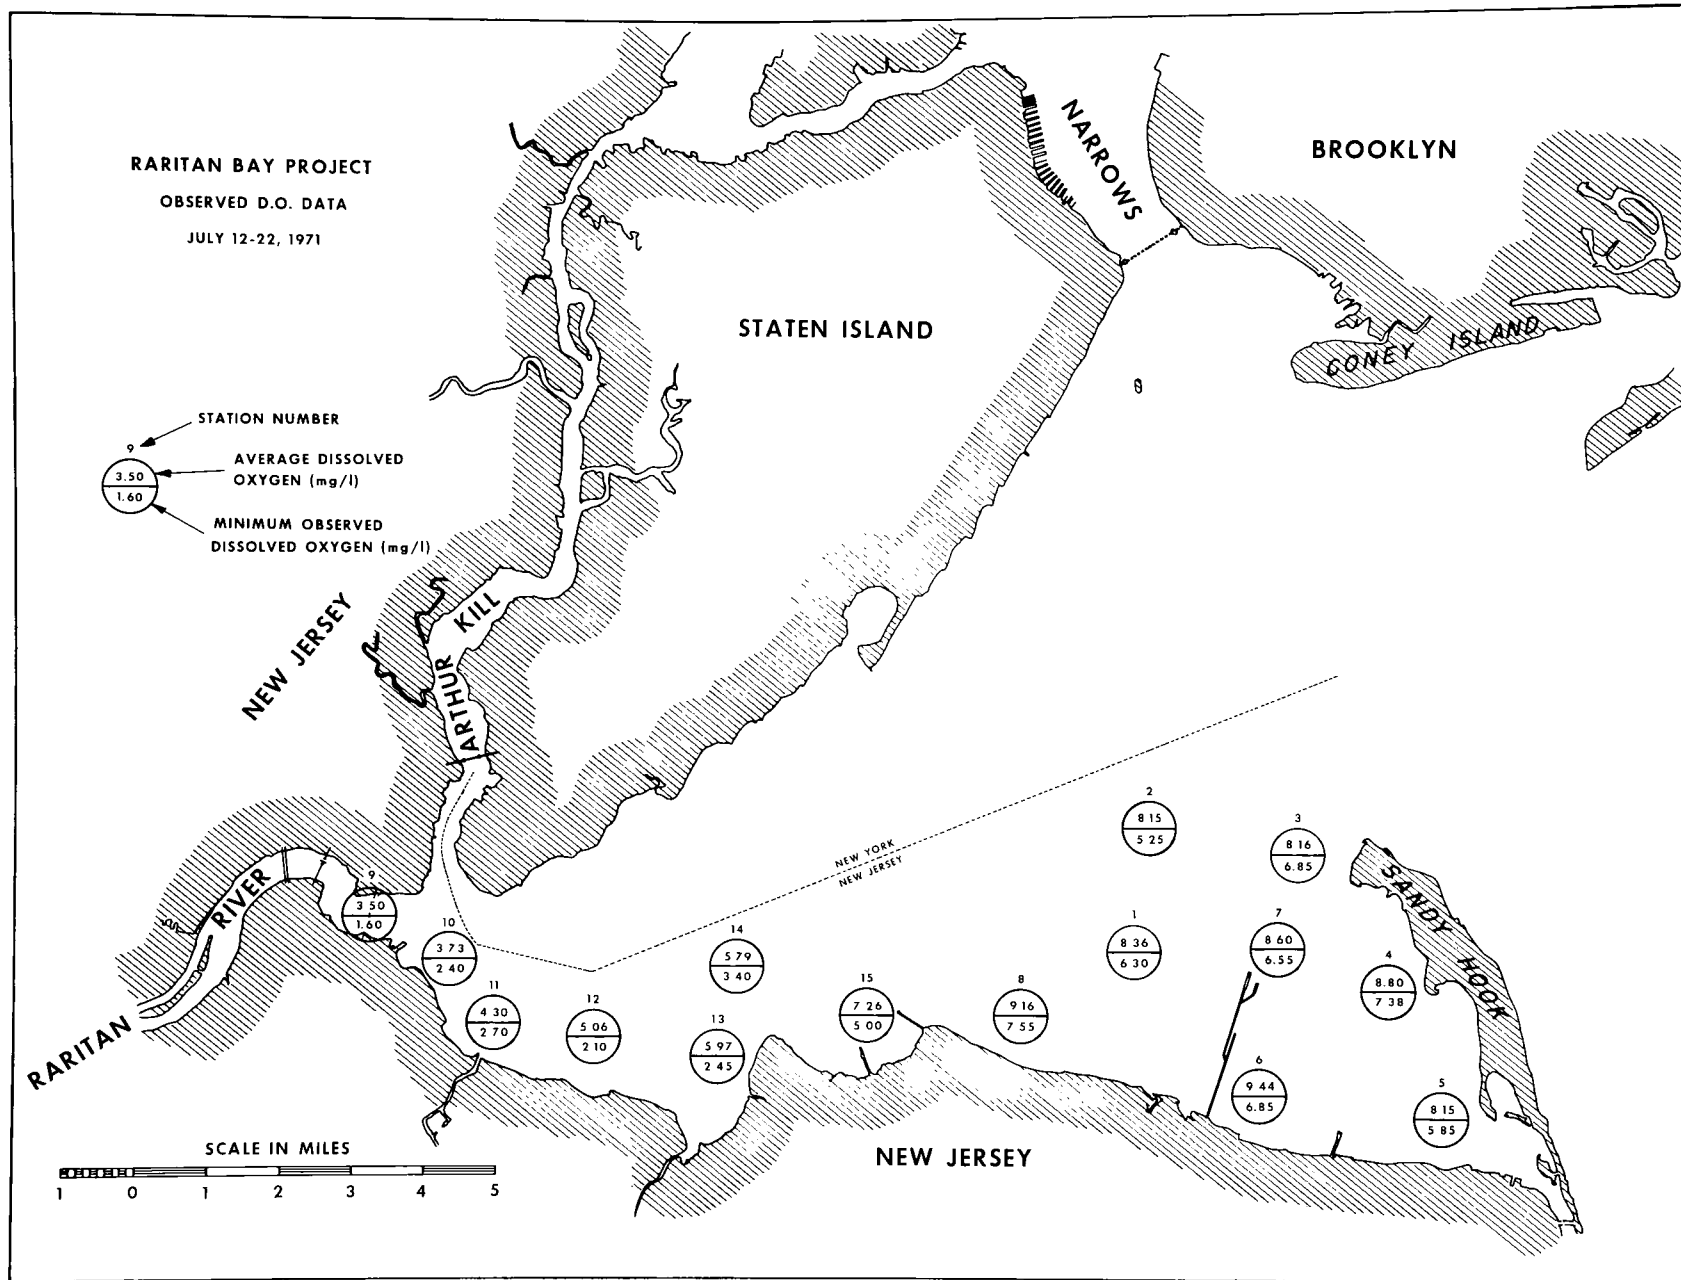 RARITAN BAY PROJECT
OBSERVED D.O. DATA
JULY 12-22, 1971
NARROWS
BROOKLYN
STATEN ISLAND
CONEY ISLAND
9
STATION NUMBER
3.50
1.60
AVERAGE DISSOLVED
OXYGEN (mg/l)
MINIMUM OBSERVED
DISSOLVED OXYGEN (mg/l)
NEW JERSEY
ARTHUR KILL
NEW YORK
NEW JERSEY
2
8 15
5 25
3
8 16
6.85
SANDY HOOK
RARITAN RIVER
9
3 50
1.60
10
3 73
2 40
14
5 79
3 40
1
8 36
6 30
7
8 60
6.55
4
8.80
7 38
11
4 30
2 70
12
5 06
2 10
13
5 97
2 45
15
7 26
5 00
8
9 16
7 55
6
9 44
6.85
5
8 15
5 85
NEW JERSEY
SCALE IN MILES
1 0 1 2 3 4 5